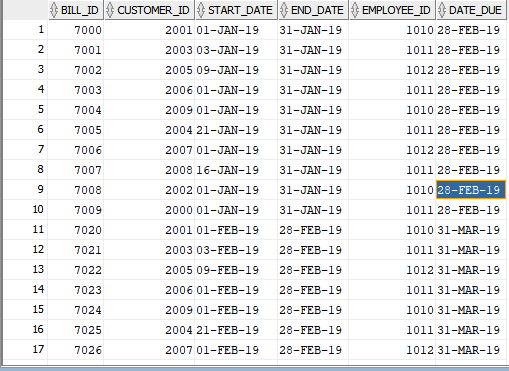 BILL_ID CUSTOMER_ID START_DATE END_DATE EMPLOYEE_ID DATE_DUE
1 7000 2001 01-JAN-19 31-JAN-19 1010 28-FEB-19
2 7001 2003 03-JAN-19 31-JAN-19 1011 28-FEB-19
3 7002 2005 09-JAN-19 31-JAN-19 1012 28-FEB-19
4 7003 2006 01-JAN-19 31-JAN-19 1011 28-FEB-19
5 7004 2009 01-JAN-19 31-JAN-19 1010 28-FEB-19
6 7005 2004 21-JAN-19 31-JAN-19 1011 28-FEB-19
7 7006 2007 01-JAN-19 31-JAN-19 1012 28-FEB-19
8 7007 2008 16-JAN-19 31-JAN-19 1011 28-FEB-19
9 7008 2002 01-JAN-19 31-JAN-19 1010 28-FEB-19
10 7009 2000 01-JAN-19 31-JAN-19 1011 28-FEB-19
11 7020 2001 01-FEB-19 28-FEB-19 1010 31-MAR-19
12 7021 2003 03-FEB-19 28-FEB-19 1011 31-MAR-19
13 7022 2005 09-FEB-19 28-FEB-19 1012 31-MAR-19
14 7023 2006 01-FEB-19 28-FEB-19 1011 31-MAR-19
15 7024 2009 01-FEB-19 28-FEB-19 1010 31-MAR-19
16 7025 2004 21-FEB-19 28-FEB-19 1011 31-MAR-19
17 7026 2007 01-FEB-19 28-FEB-19 1012 31-MAR-19